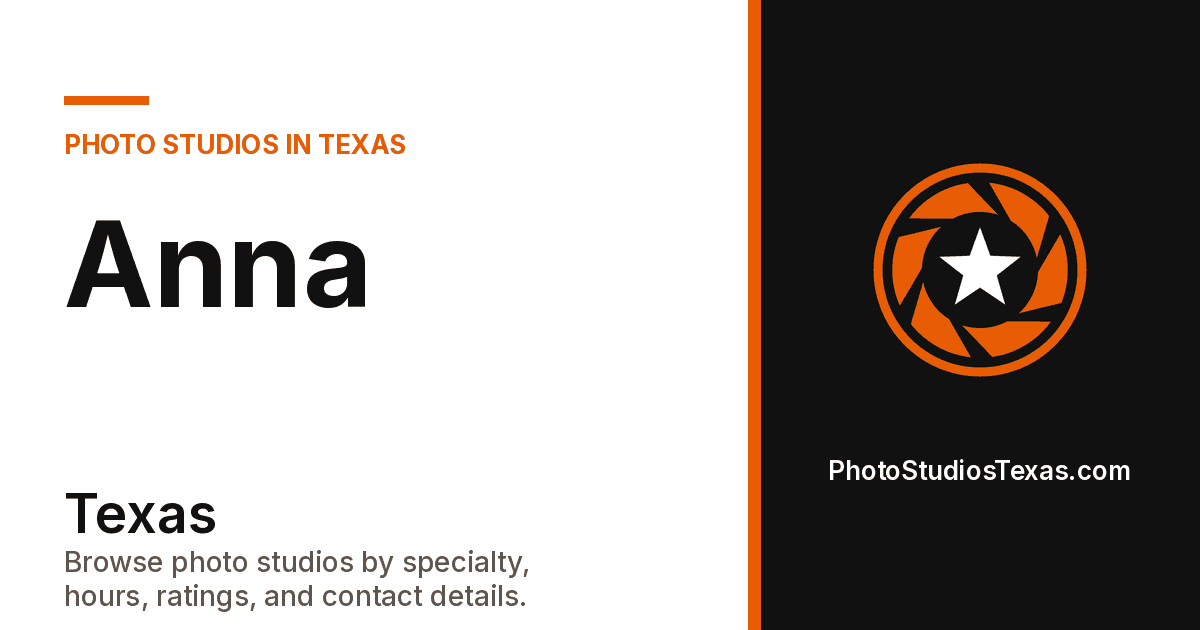 PHOTO STUDIOS IN TEXAS
Anna
Texas
Browse photo studios by specialty,
hours, ratings, and contact details.
PhotoStudiosTexas.com